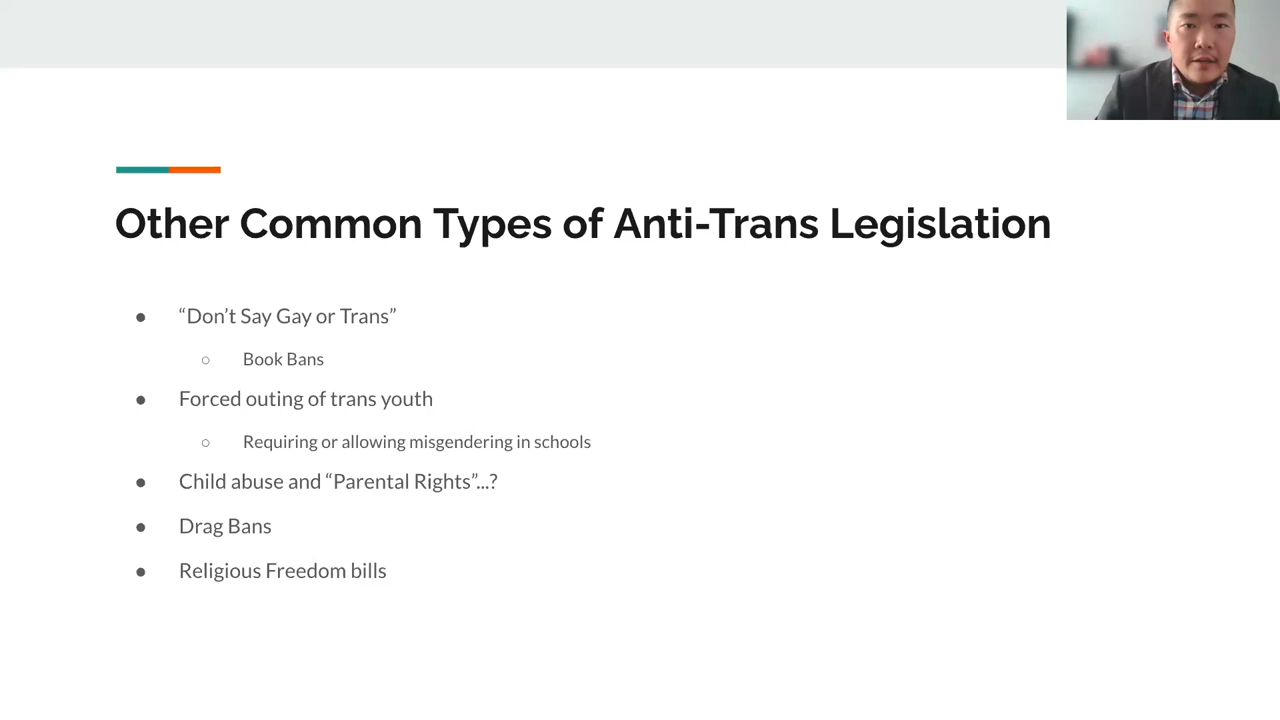 Other Common Types of Anti-Trans Legislation
● “Don’t Say Gay or Trans”
○ Book Bans
● Forced outing of trans youth
○ Requiring or allowing misgendering in schools
● Child abuse and “Parental Rights”...?
● Drag Bans
● Religious Freedom bills